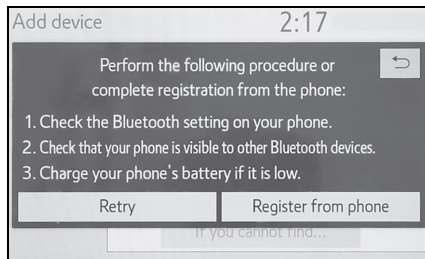 Add device 2:17
Perform the following procedure or
complete registration from the phone:
1. Check the Bluetooth setting on your phone.
2. Check that your phone is visible to other Bluetooth devices.
3. Charge your phone's battery if it is low.
Retry Register from phone
If you cannot find...